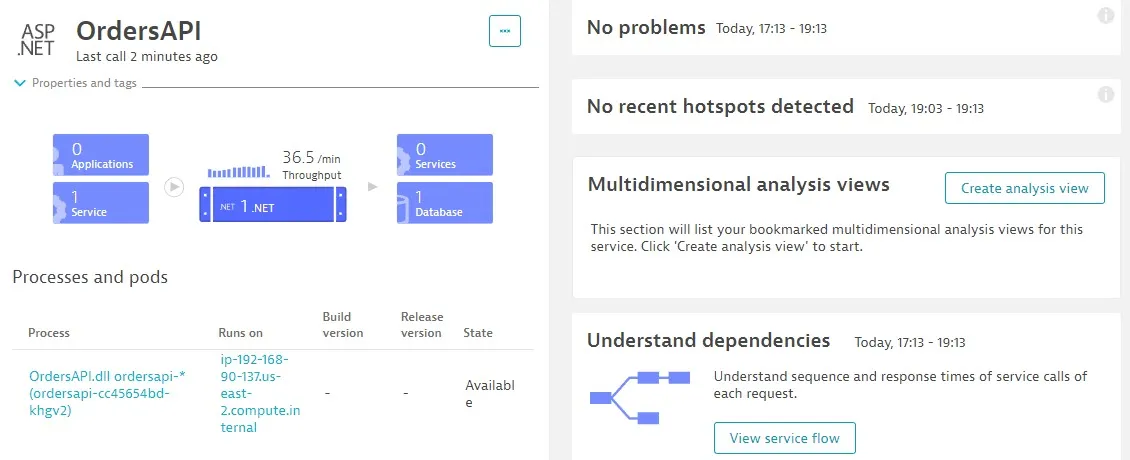 ASP
.NET
OrdersAPI
...
Last call 2 minutes ago
Properties and tags
0
Applications
1
Service
36.5 /min
Throughput
.NET 1 .NET
0
Services
1
Database
Processes and pods
Process
Runs on
Build
version
Release
version
State
OrdersAPI.dll ordersapi-*
(ordersapi-cc45654bd-
khgv2)
ip-192-168-
90-137.us-
east-
2.compute.in
ternal
-
-
Availabl
e
No problems Today, 17:13 - 19:13
i
No recent hotspots detected Today, 19:03 - 19:13
i
Multidimensional analysis views
Create analysis view
This section will list your bookmarked multidimensional analysis views for this
service. Click 'Create analysis view' to start.
Understand dependencies Today, 17:13 - 19:13
Understand sequence and response times of service calls of
each request.
View service flow